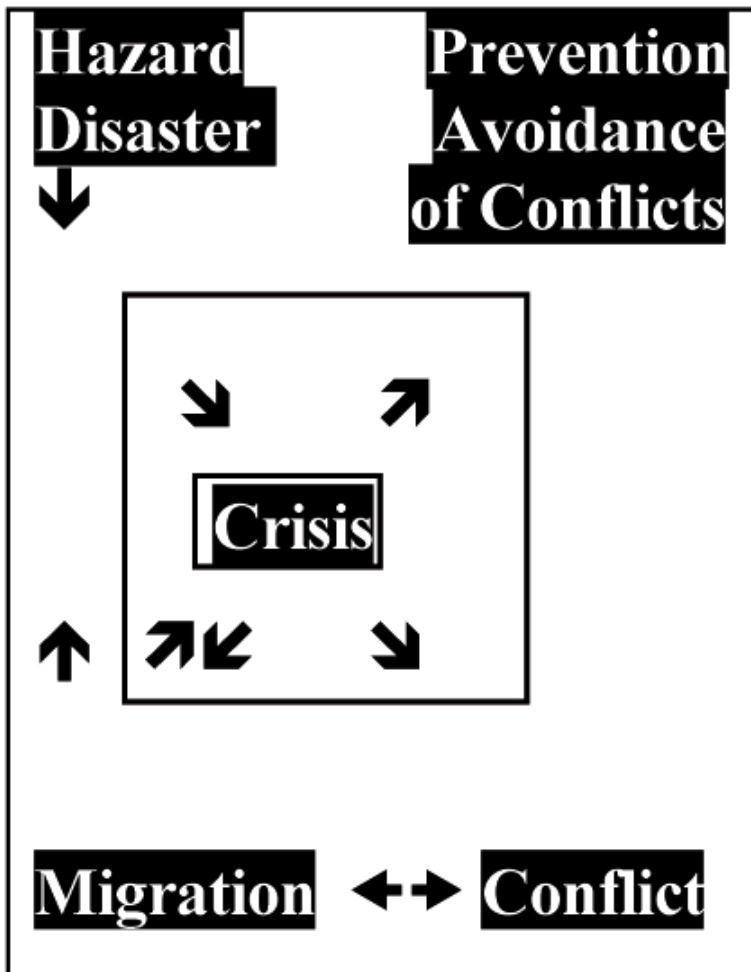 Hazard
Disaster
Prevention
Avoidance
of Conflicts
Crisis
Migration
Conflict